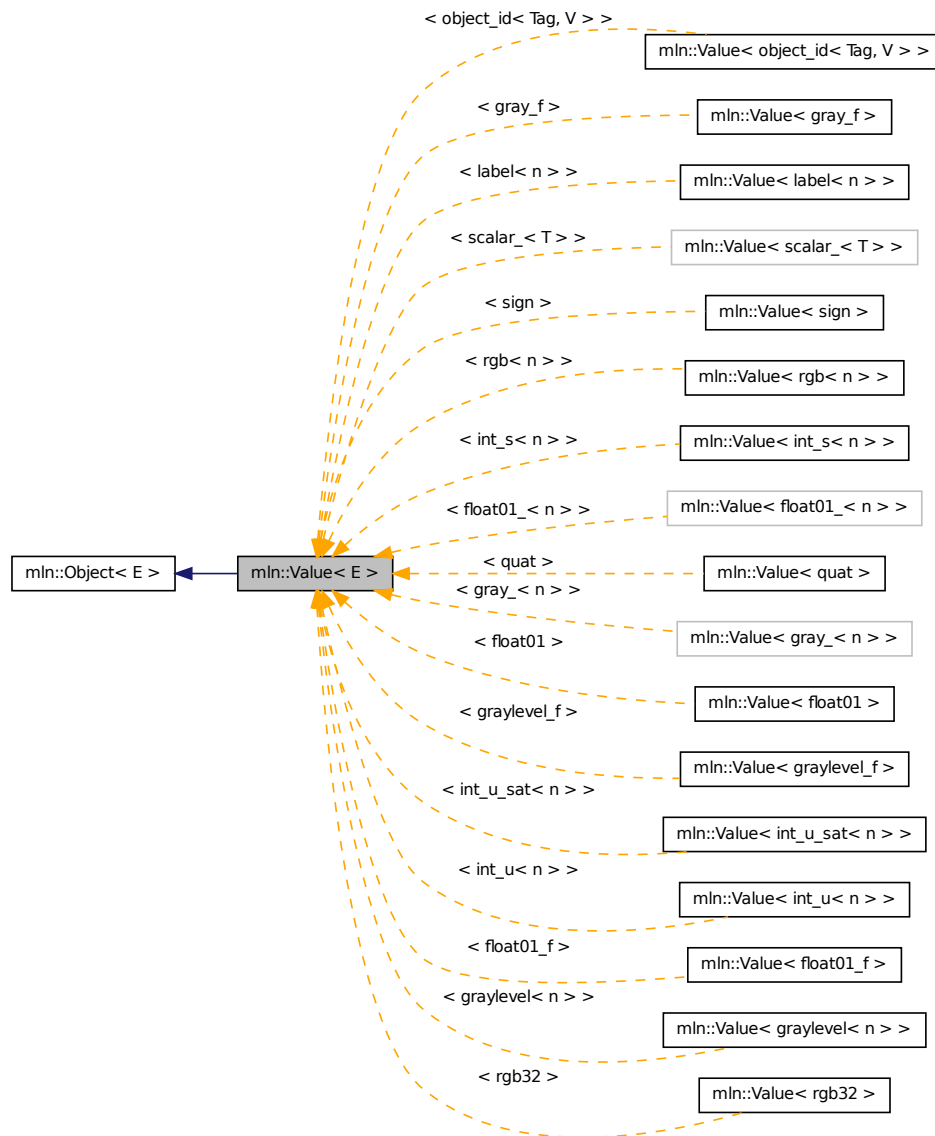 < object_id< Tag, V > >
mln::Value< object_id< Tag, V > >
< gray_f >
mln::Value< gray_f >
< label< n > >
mln::Value< label< n > >
< scalar_< T > >
mln::Value< scalar_< T > >
< sign >
mln::Value< sign >
< rgb< n > >
mln::Value< rgb< n > >
< int_s< n > >
mln::Value< int_s< n > >
< float01_< n > >
mln::Value< float01_< n > >
mln::Object< E >
mln::Value< E >
< quat >
mln::Value< quat >
< gray_< n > >
mln::Value< gray_< n > >
< float01 >
mln::Value< float01 >
< graylevel_f >
mln::Value< graylevel_f >
< int_u_sat< n > >
mln::Value< int_u_sat< n > >
< int_u< n > >
mln::Value< int_u< n > >
< float01_f >
mln::Value< float01_f >
< graylevel< n > >
mln::Value< graylevel< n > >
< rgb32 >
mln::Value< rgb32 >